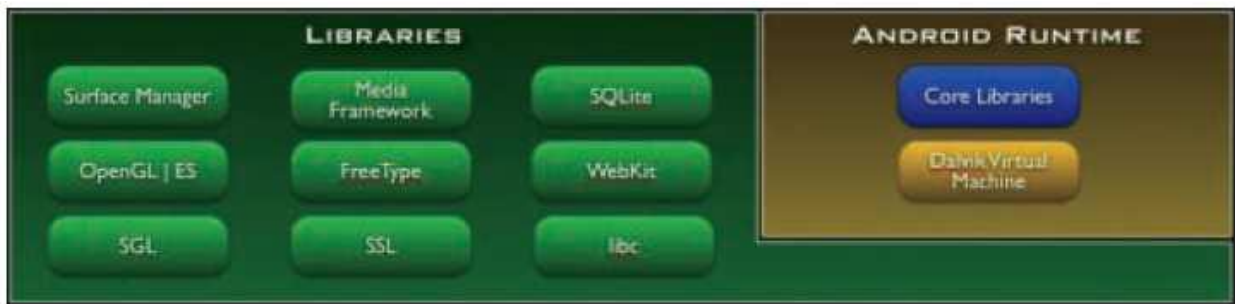 LIBRARIES
Surface Manager
Media
Framework
SQLite
OpenGL | ES
FreeType
WebKit
SGL
SSL
libc
ANDROID RUNTIME
Core Libraries
Dalvik Virtual
Machine